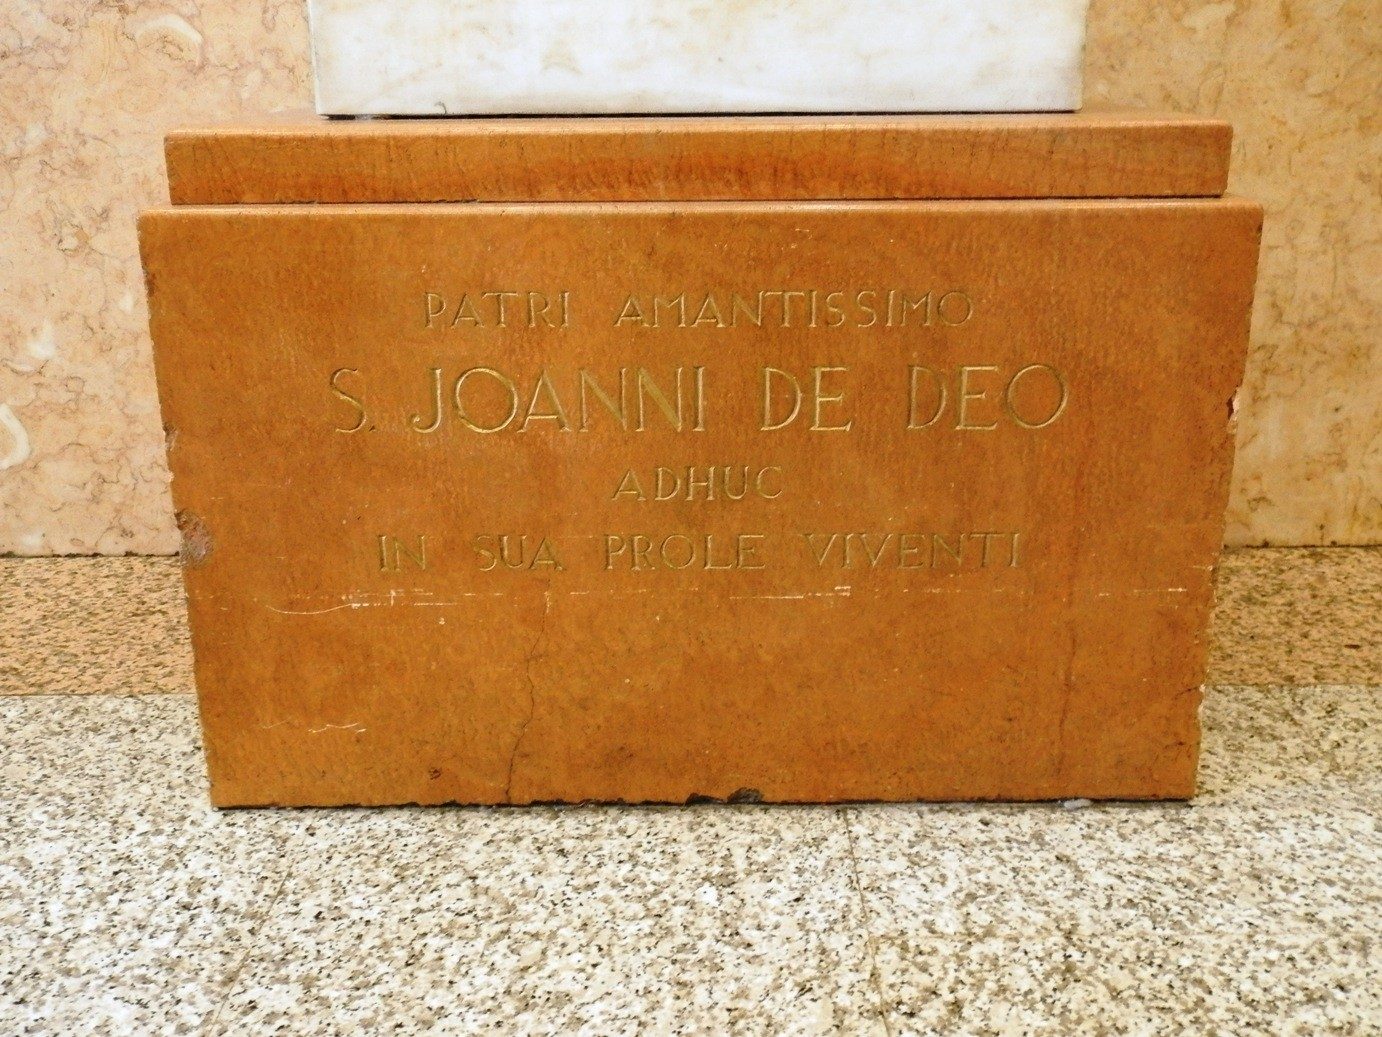 PATRI AMANTISSIMO
S. JOANNI DE DEO
ADHUC
IN SUA PROLE VIVENTI